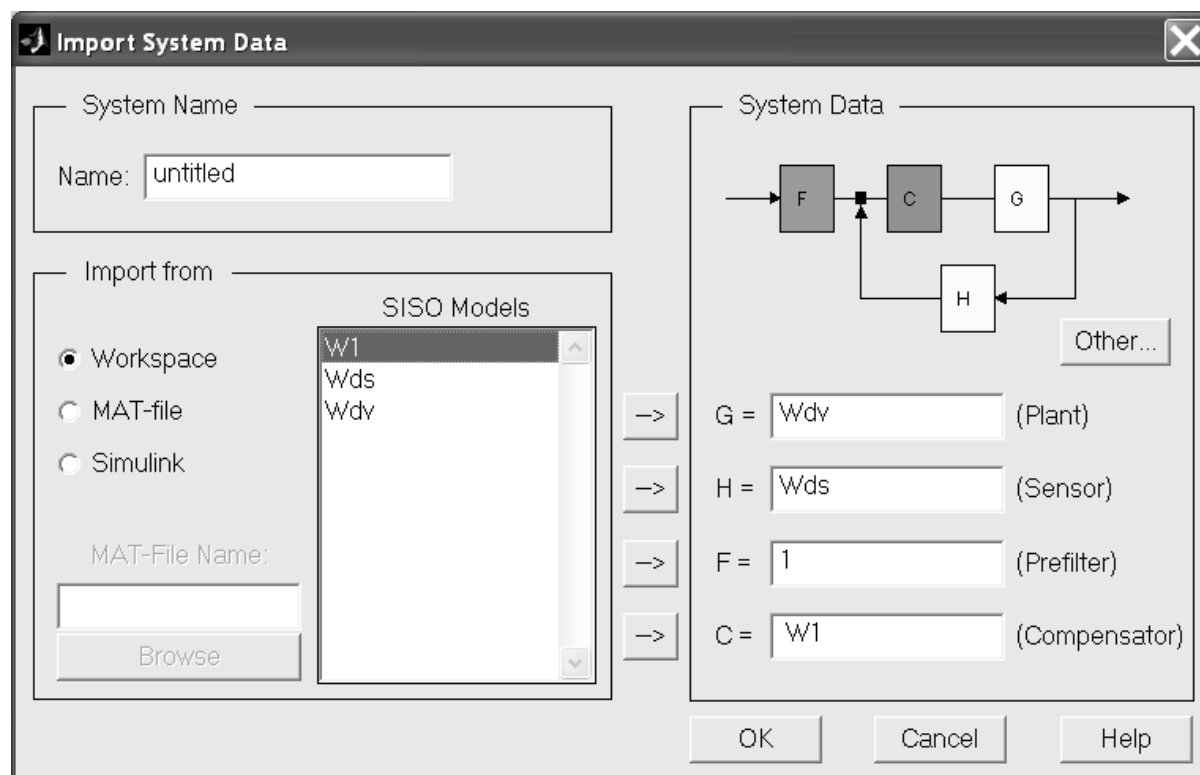 Import System Data
System Name
Name: untitled
Import from
SISO Models
Workspace
MAT-file
Simulink
W1
Wds
Wdv
MAT-File Name:
Browse
System Data
F
C
G
H
Other...
--> G = Wdv (Plant)
--> H = Wds (Sensor)
--> F = 1 (Prefilter)
--> C = W1 (Compensator)
OK Cancel Help